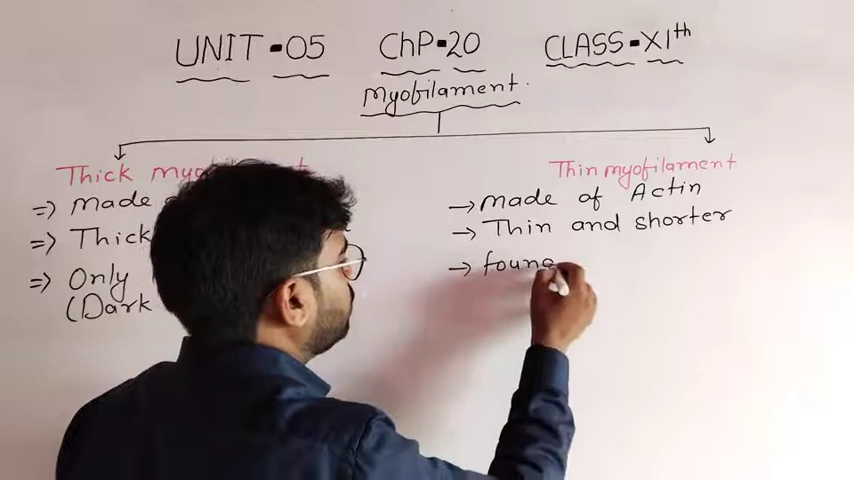 UNIT-05 ChP-20 CLASS-XIth
Myofilament
Thick
=> Made
=> Thick
=> Only
(Dark
Thin myofilament
→ Made of Actin
→ Thin and shorter
→ foun